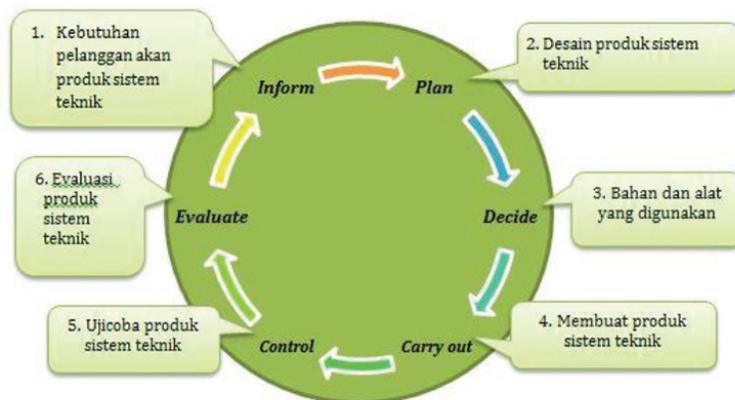 1. Kebutuhan
pelanggan akan
produk sistem
teknik
Inform
Plan
2. Desain produk sistem
teknik
6. Evaluasi
produk
sistem
teknik
Evaluate
Decide
3. Bahan dan alat
yang digunakan
5. Ujicoba produk
sistem teknik
Control
Carry out
4. Membuat produk
sistem teknik